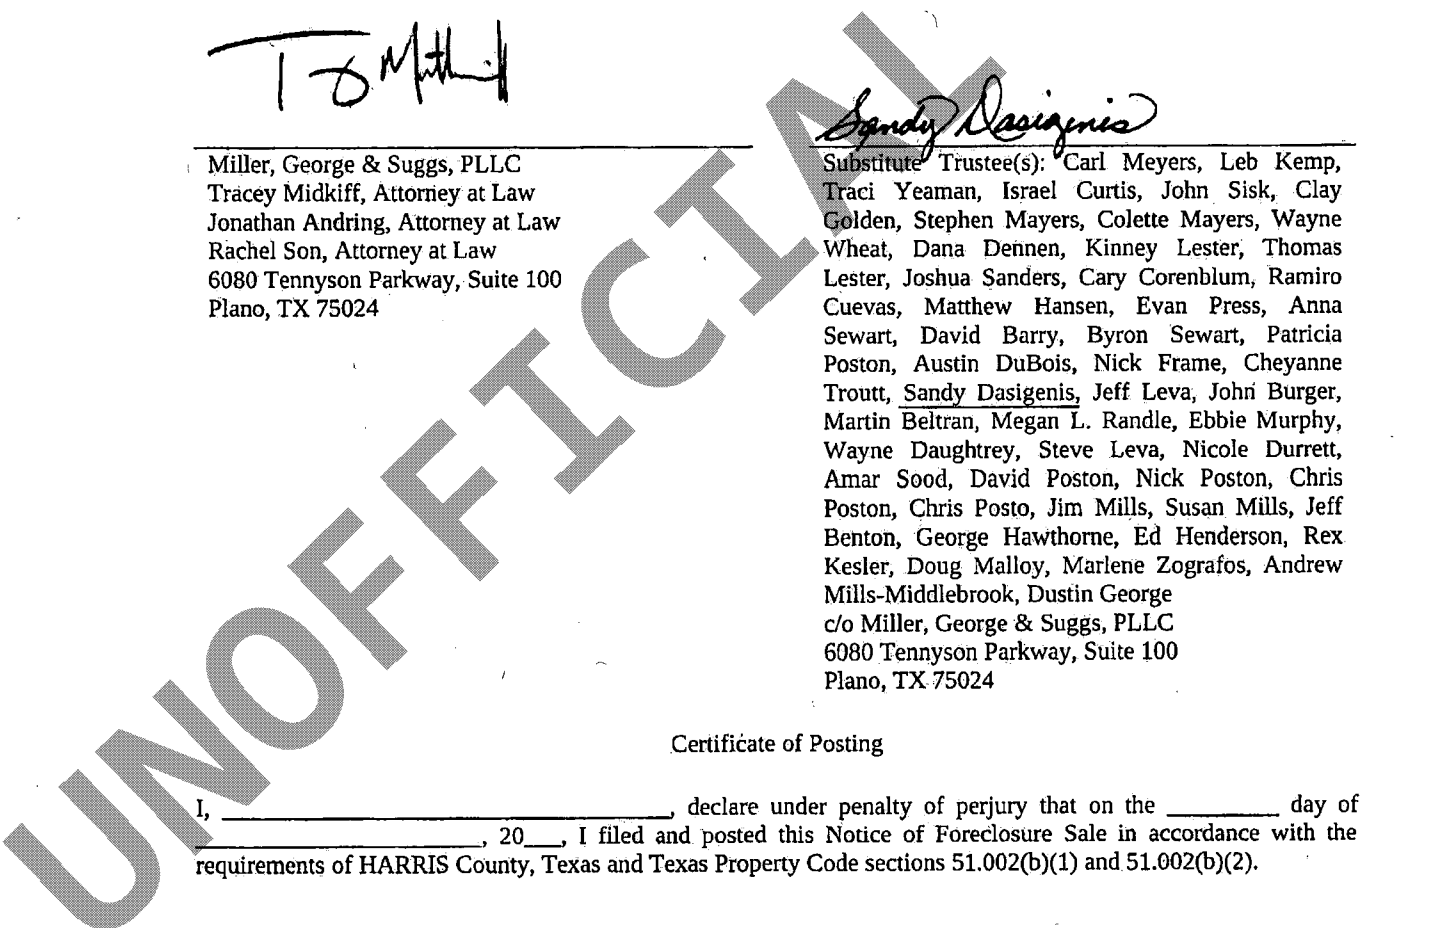 Sandy Dasigenis
Miller, George & Suggs, PLLC
Tracey Midkiff, Attorney at Law
Jonathan Andring, Attorney at Law
Rachel Son, Attorney at Law
6080 Tennyson Parkway, Suite 100
Plano, TX 75024
Substitute Trustee(s): Carl Meyers, Leb Kemp,
Traci Yeaman, Israel Curtis, John Sisk, Clay
Golden, Stephen Mayers, Colette Mayers, Wayne
Wheat, Dana Dennen, Kinney Lester, Thomas
Lester, Joshua Sanders, Cary Corenblum, Ramiro
Cuevas, Matthew Hansen, Evan Press, Anna
Sewart, David Barry, Byron Sewart, Patricia
Poston, Austin DuBois, Nick Frame, Cheyanne
Troutt, Sandy Dasigenis, Jeff Leva, John Burger,
Martin Beltran, Megan L. Randle, Ebbie Murphy,
Wayne Daughtrey, Steve Leva, Nicole Durrett,
Amar Sood, David Poston, Nick Poston, Chris
Poston, Chris Posto, Jim Mills, Susan Mills, Jeff
Benton, George Hawthorne, Ed Henderson, Rex
Kesler, Doug Malloy, Marlene Zografos, Andrew
Mills-Middlebrook, Dustin George
c/o Miller, George & Suggs, PLLC
6080 Tennyson Parkway, Suite 100
Plano, TX 75024
Certificate of Posting
I, ____________________, declare under penalty of perjury that on the ________ day of
____________________, 20___, I filed and posted this Notice of Foreclosure Sale in accordance with the
requirements of HARRIS County, Texas and Texas Property Code sections 51.002(b)(1) and 51.002(b)(2).
UNOFFICIAL